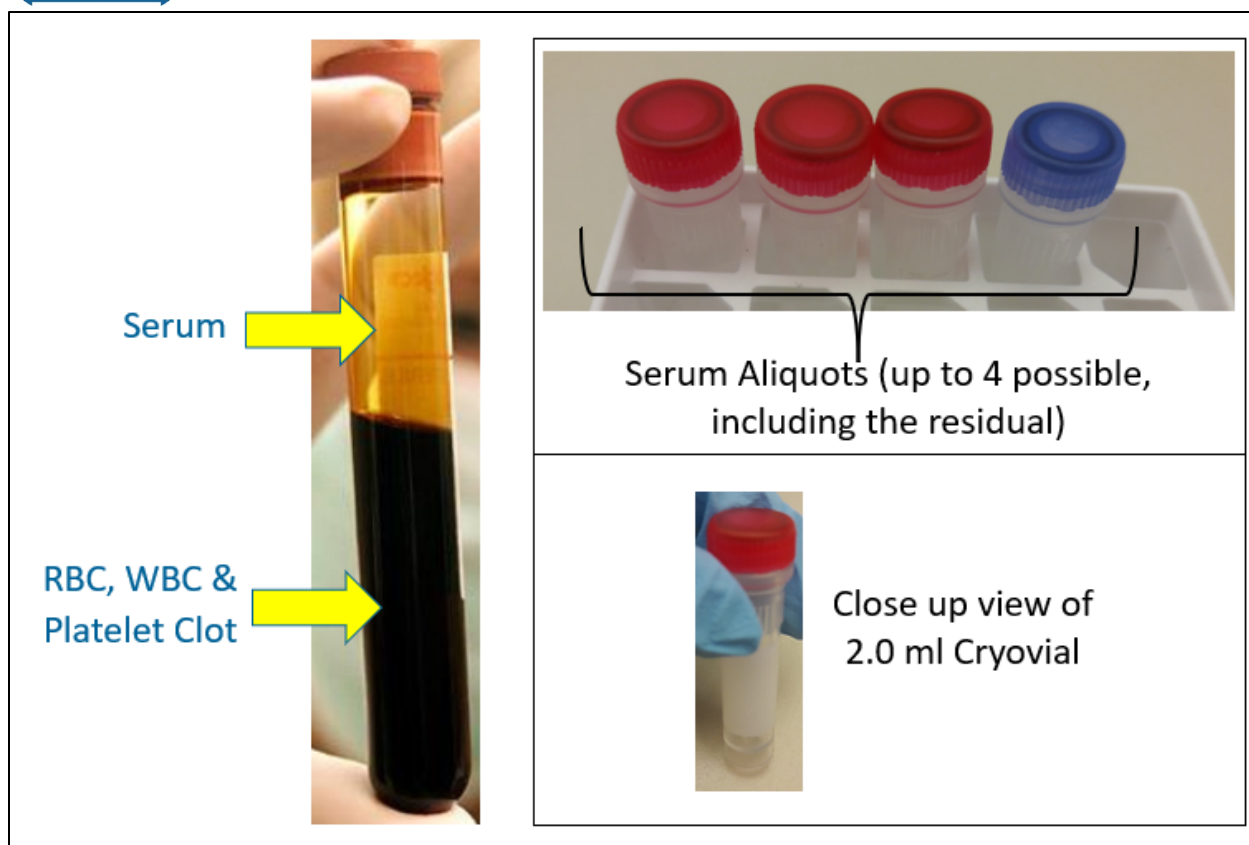 Serum
RBC, WBC &
Platelet Clot
Serum Aliquots (up to 4 possible,
including the residual)
Close up view of
2.0 ml Cryovial